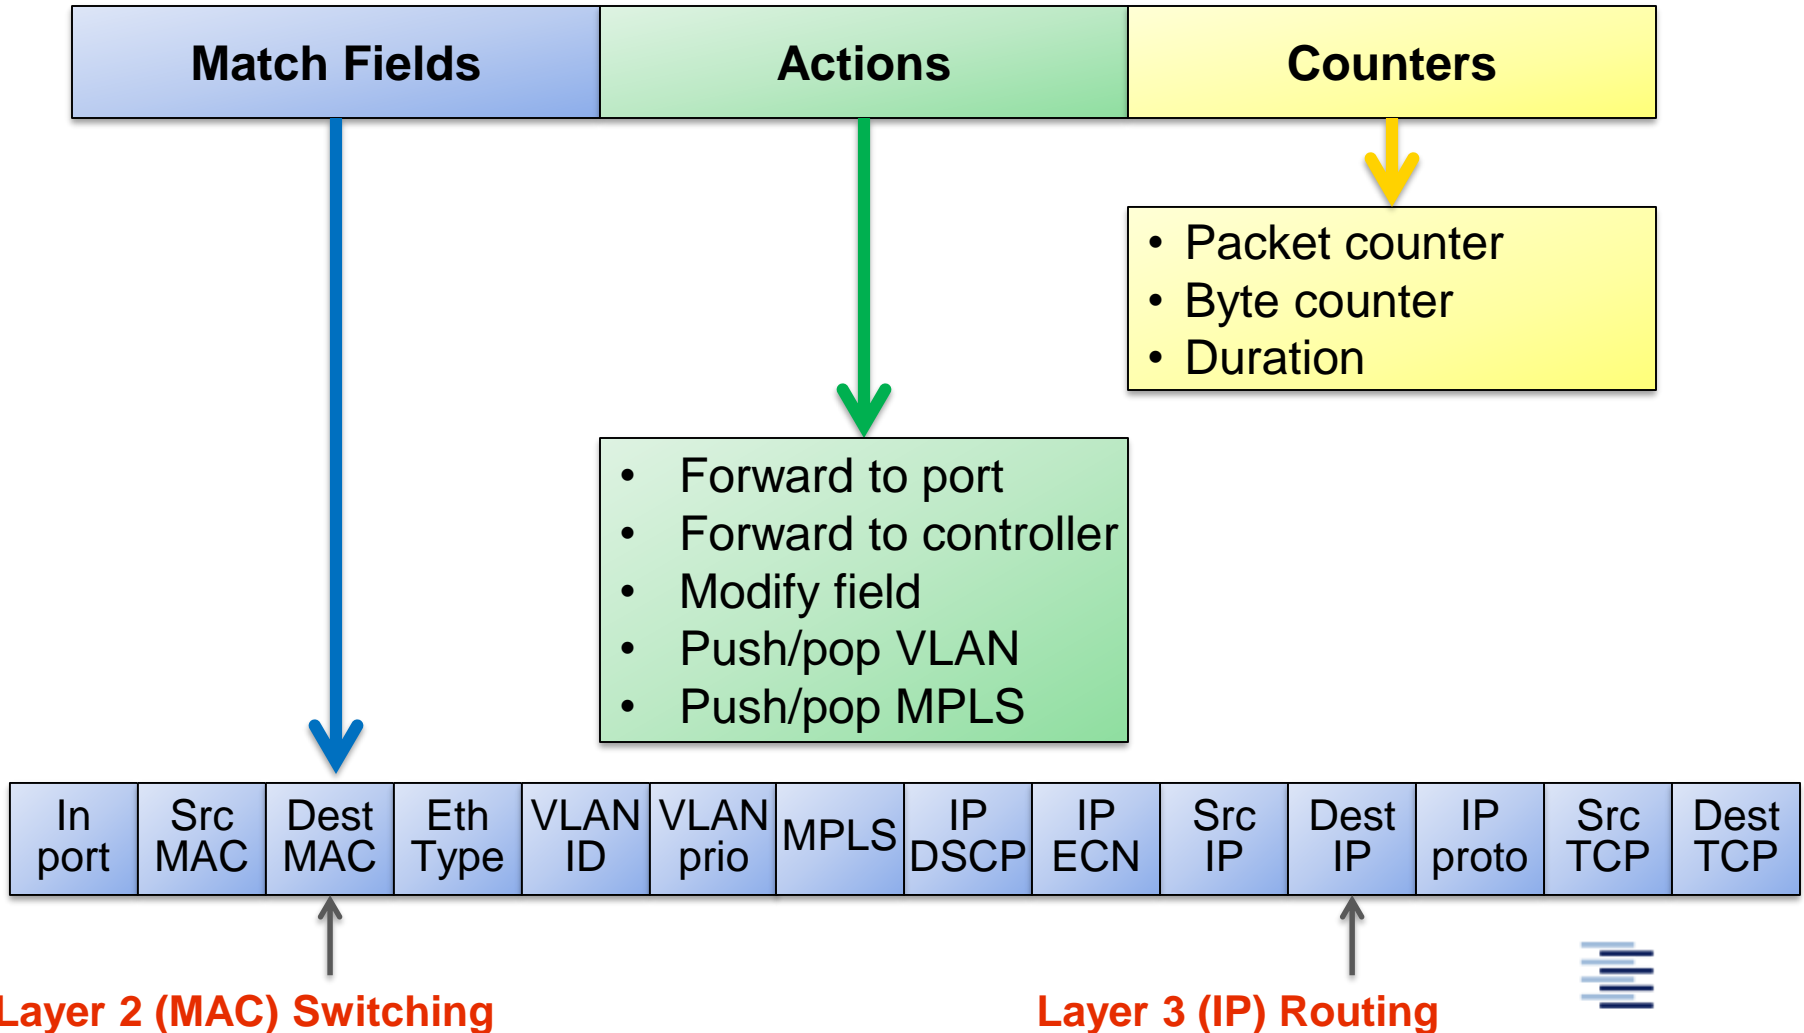 Match Fields
Actions
Counters
• Packet counter
• Byte counter
• Duration
• Forward to port
• Forward to controller
• Modify field
• Push/pop VLAN
• Push/pop MPLS
In
port
Src
MAC
Dest
MAC
Eth
Type
VLAN
ID
VLAN
prio
MPLS
IP
DSCP
IP
ECN
Src
IP
Dest
IP
IP
proto
Src
TCP
Dest
TCP
Layer 2 (MAC) Switching
Layer 3 (IP) Routing